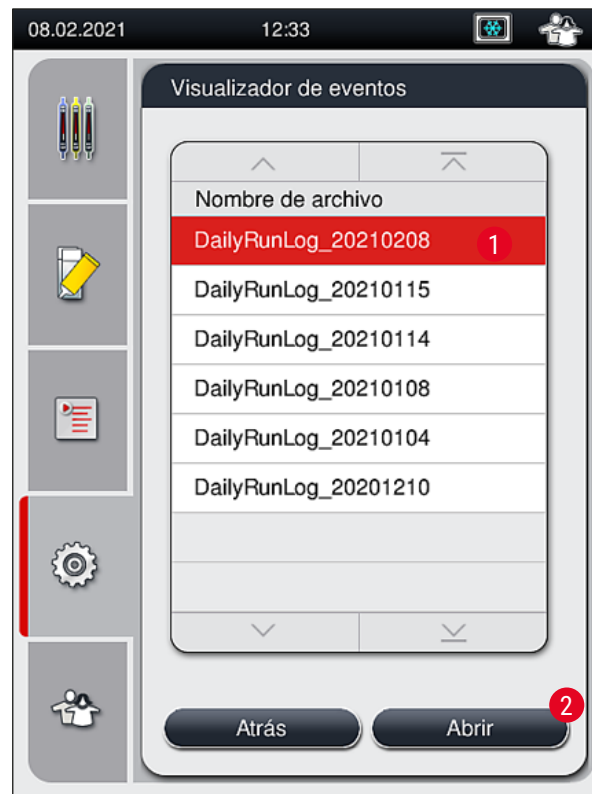 08.02.2021 12:33
Visualizador de eventos
Nombre de archivo
DailyRunLog_20210208 1
DailyRunLog_20210115
DailyRunLog_20210114
DailyRunLog_20210108
DailyRunLog_20210104
DailyRunLog_20201210
2
Atrás Abrir